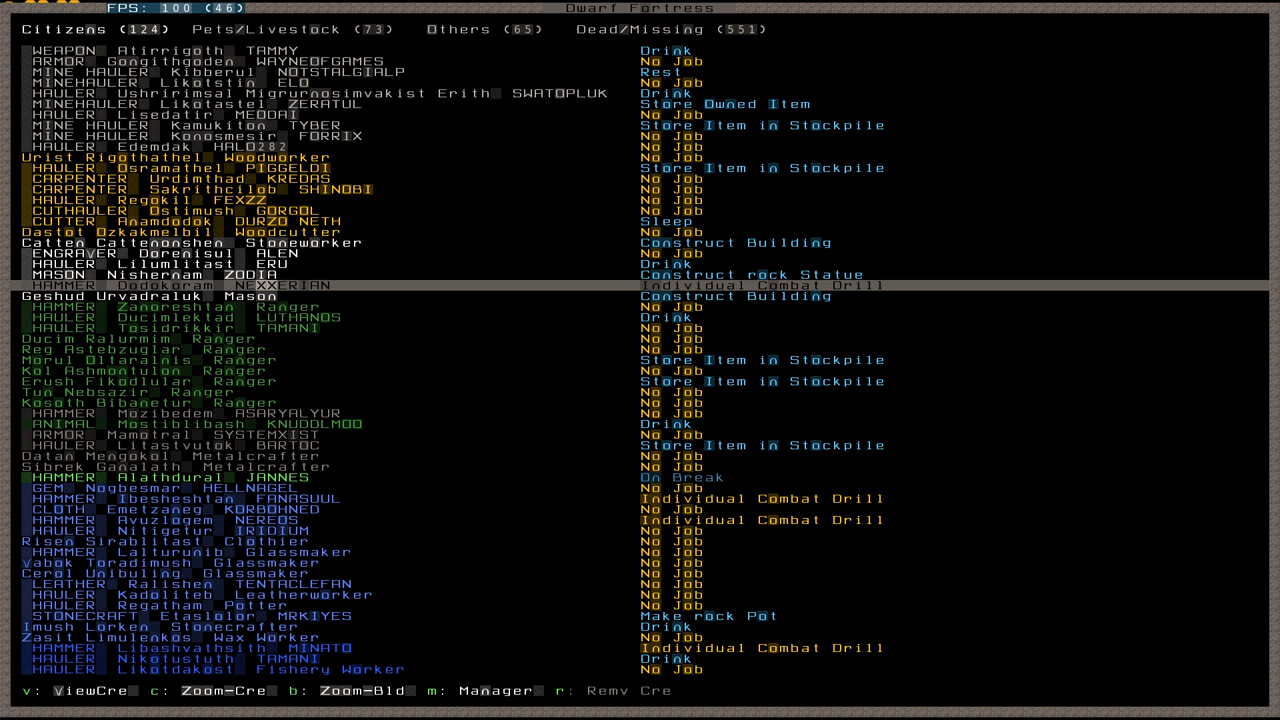 FPS: 100 (46) Dwarf Fortress
Citizens (124) Pets/Livestock (73) Others (65) Dead/Missing (551)
WEAPON Atirrigoth TAMMY Drink
ARMOR Gongithgoden WAYNEOFGAMES No Job
MINE HAULER Kibberul NOTSTALGIALP Rest
MINEHAULER Likotstin ELO No Job
HAULER Ushririmsal Migrurnosimvakist Erith SWATOPLUK Drink
MINEHAULER Likotastel ZERATUL Store Owned Item
HAULER Lisedatir MEODAI No Job
MINE HAULER Kamukiton TYBER Store Item in Stockpile
MINE HAULER Konosmesir FORRIX No Job
HAULER Edemdak HALO282 No Job
Urist Rigothathel Woodworker No Job
HAULER Osramathel PIGGELDI Store Item in Stockpile
CARPENTER Urdimthad KREDAS No Job
CARPENTER Sakrithcilob SHINOBI No Job
HAULER Regokil FEXZZ No Job
CUTHAULER Ostimush GORGOL No Job
CUTTER Anamdodok DURZO NETH Sleep
Dastot Ozkakmelbil Woodcutter No Job
Catten Cattenonshen Stoneworker Construct Building
ENGRAVER Dorenisul ALEN No Job
HAULER Lilumlitast ERU Drink
MASON Nishernam ZODIA Construct rock Statue
HAMMER Dodokoram NEXXERIAN Individual Combat Drill
Geshud Urvadraluk Mason Construct Building
HAMMER Zanoreshtan Ranger No Job
HAULER Ducimlektad LUTHANOS Drink
HAULER Tosidrikkir TAMANI No Job
Ducim Ralurmim Ranger No Job
Reg Astebzuglar Ranger No Job
Morul Oltaralnis Ranger Store Item in Stockpile
Kol Ashmontulon Ranger No Job
Erush Fikodlular Ranger Store Item in Stockpile
Tun Nebsazir Ranger No Job
Kosoth Bibanetur Ranger No Job
HAMMER Mozibedem ASARYALYUR No Job
ANIMAL Mostiblibash KNUDDLMOO Drink
ARMOR Mamotral SYSTEMXIST No Job
HAULER Litastvutok BARTOC Store Item in Stockpile
Datan Mengokol Metalcrafter No Job
Sibrek Ganalath Metalcrafter No Job
HAMMER Alathdural JANNES On Break
GEM Nogbesmar HELLNAGEL No Job
HAMMER Ibesheshtan FANASUUL Individual Combat Drill
CLOTH Emetzaneg KORBOHNED No Job
HAMMER Avuzlogem NEREOS Individual Combat Drill
HAULER Nitigetur IRIDIUM No Job
Risen Sirablitast Clothier No Job
HAMMER Lalturunib Glassmaker No Job
Vabok Toradimush Glassmaker No Job
Cerol Unibuling Glassmaker No Job
LEATHER Ralishen TENTACLEFAN No Job
HAULER Kadoliteb Leatherworker No Job
HAULER Regatham Potter No Job
STONECRAFT Etaslolor MRKIYES Make rock Pot
Imush Lorken Stonecrafter Drink
Zasit Limulenkos Wax Worker No Job
HAMMER Libashvathsith MINATO Individual Combat Drill
HAULER Nikotustuth TAMANI Drink
HAULER Likotdakost Fishery Worker No Job
v: ViewCre c: Zoom-Cre b: Zoom-Bld m: Manager r: Remv Cre